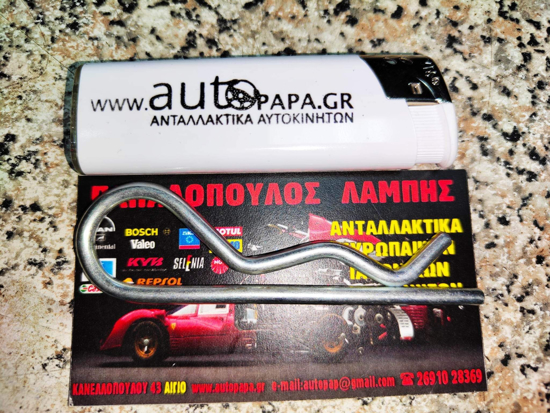 www.autopapa.gr
ΑΝΤΑΛΛΑΚΤΙΚΑ ΑΥΤΟΚΙΝΗΤΩΝ
ΛΑΜΠΗΣ
ΑΝΤΑΛΛΑΚΤΙΚΑ
BOSCH
Valeo
KYB
SELENIA
REPSOL
ΚΑΝΕΛΛΟΠΟΥΛΟΥ 43 ΑΙΓΙΟ www.autopapa.gr e-mail:autopap@gmail.com ☎ 26910 28369